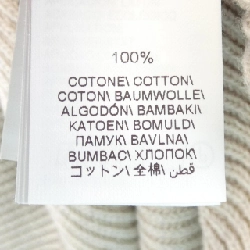 100%
COTONE\ COTTON\
COTON\ BAUMWOLLE\
ALGODÓN\ BAMBAKI\
KATOEN\ BOMULD\
ПАМУК\ BAVLNA\
BUMBAC\ ХЛОПОК\
コットン\ 全棉\ قطن